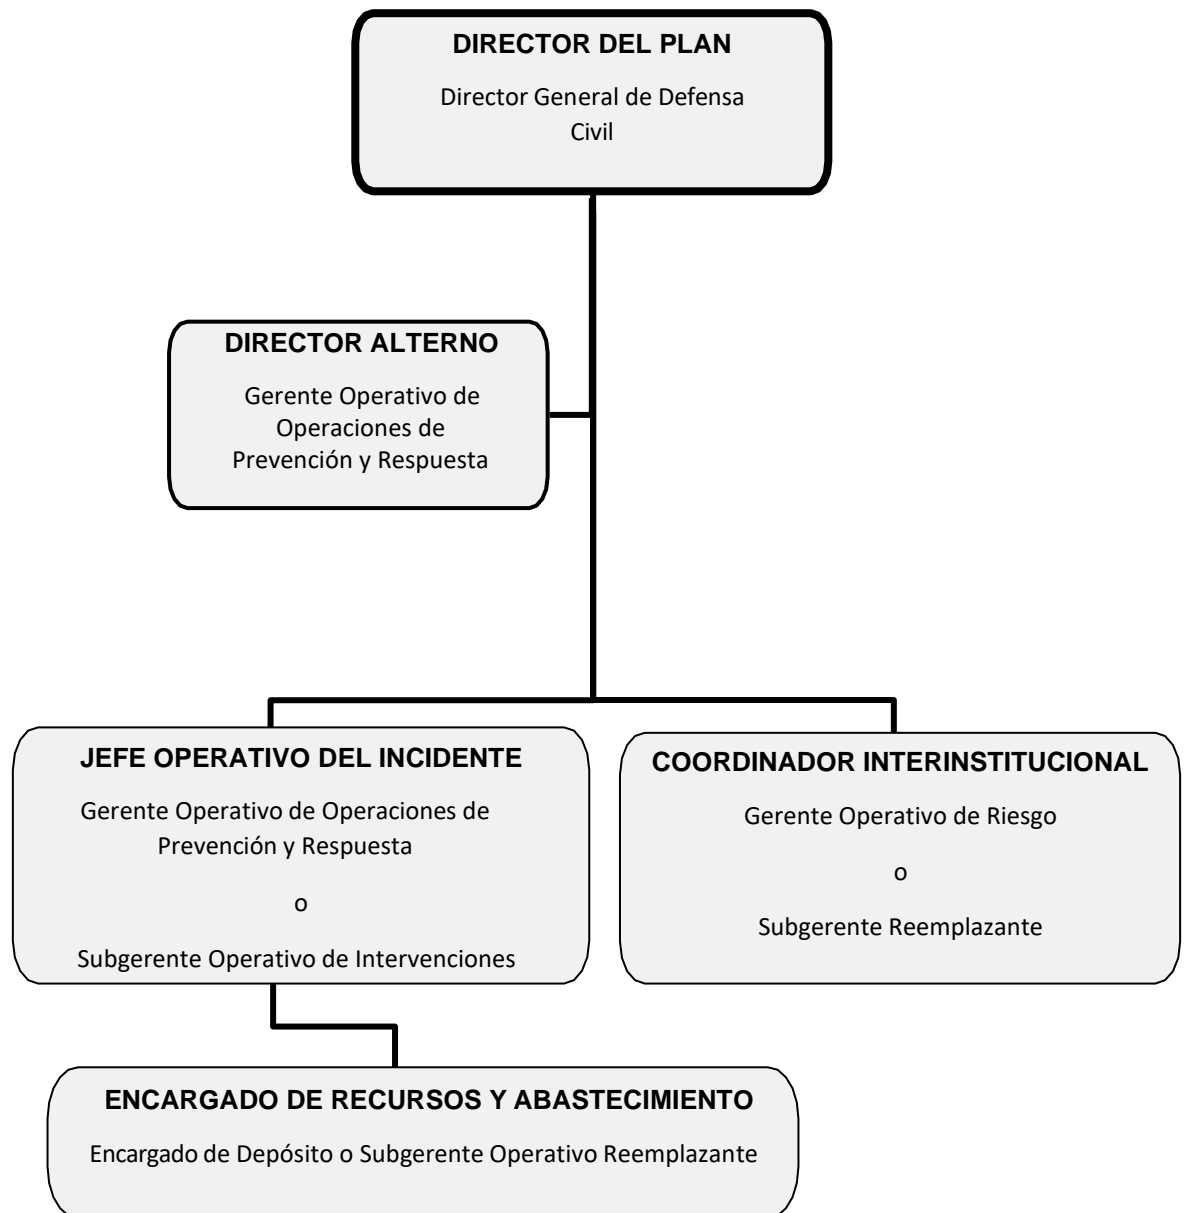 DIRECTOR DEL PLAN
Director General de Defensa
Civil
DIRECTOR ALTERNO
Gerente Operativo de
Operaciones de
Prevención y Respuesta
JEFE OPERATIVO DEL INCIDENTE
Gerente Operativo de Operaciones de
Prevención y Respuesta
o
Subgerente Operativo de Intervenciones
COORDINADOR INTERINSTITUCIONAL
Gerente Operativo de Riesgo
o
Subgerente Reemplazante
ENCARGADO DE RECURSOS Y ABASTECIMIENTO
Encargado de Depósito o Subgerente Operativo Reemplazante